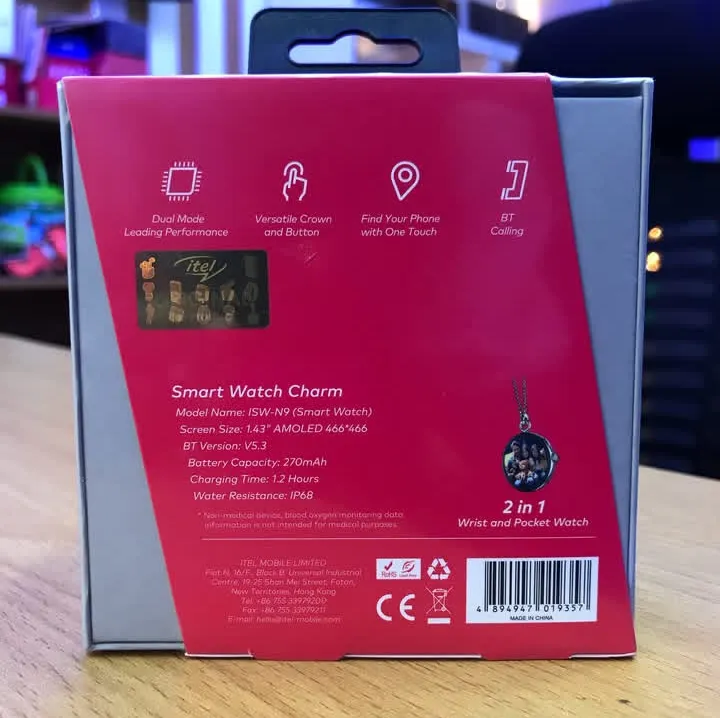 Dual Mode
Leading Performance
Versatile Crown
and Button
Find Your Phone
with One Touch
BT
Calling
itel
Smart Watch Charm
Model Name: ISW-N9 (Smart Watch)
Screen Size: 1.43" AMOLED 466*466
BT Version: V5.3
Battery Capacity: 270mAh
Charging Time: 1.2 Hours
Water Resistance: IP68
* Non-medical device, blood oxygen monitoring data
information is not intended for medical purposes.
2 in 1
Wrist and Pocket Watch
ITEL MOBILE LIMITED
Flat N, 16/F., Block B, Universal Industrial
Centre, 19-25 Shan Mei Street, Fotan,
New Territories, Hong Kong
Tel: +86 755 33979200
Fax: +86 755 33979211
E-mail: hello@itel-mobile.com
RoHS
CE
4 894947 019357
MADE IN CHINA